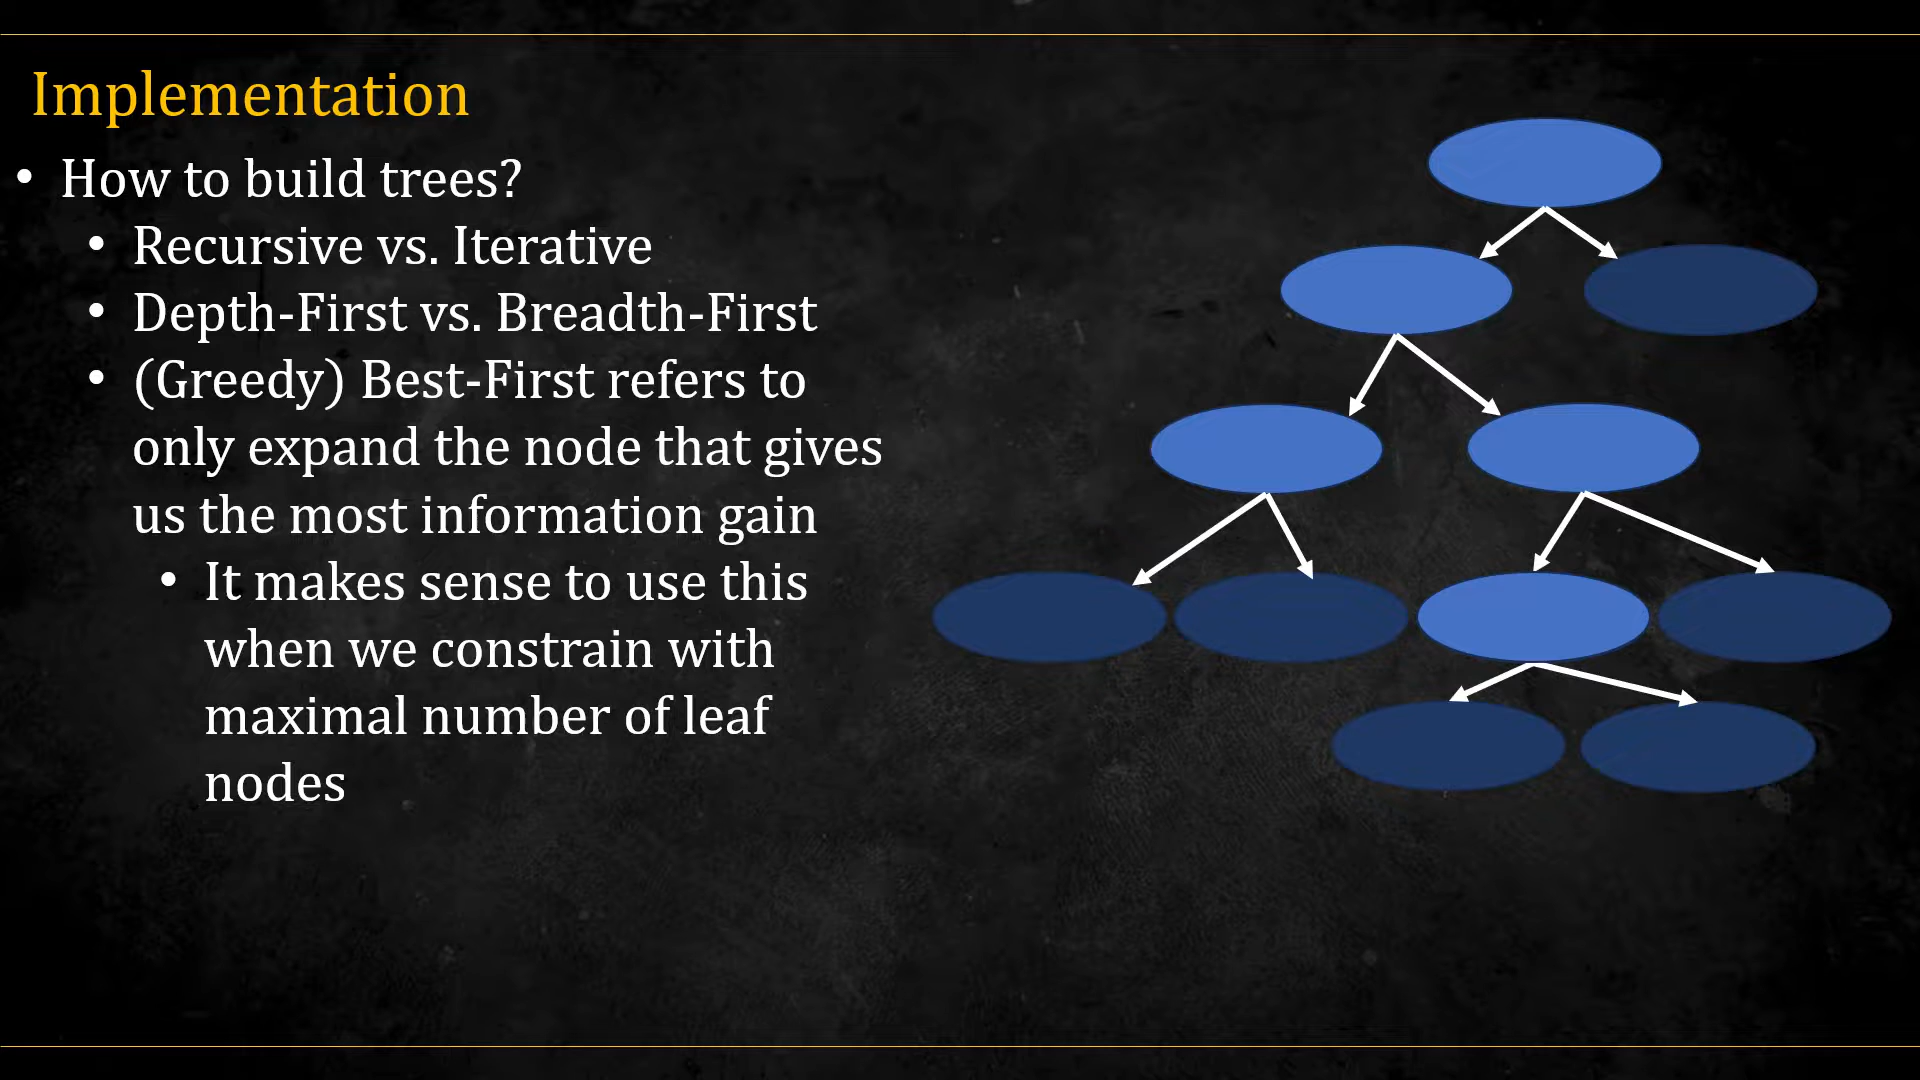 Implementation
• How to build trees?
• Recursive vs. Iterative
• Depth-First vs. Breadth-First
• (Greedy) Best-First refers to
only expand the node that gives
us the most information gain
• It makes sense to use this
when we constrain with
maximal number of leaf
nodes